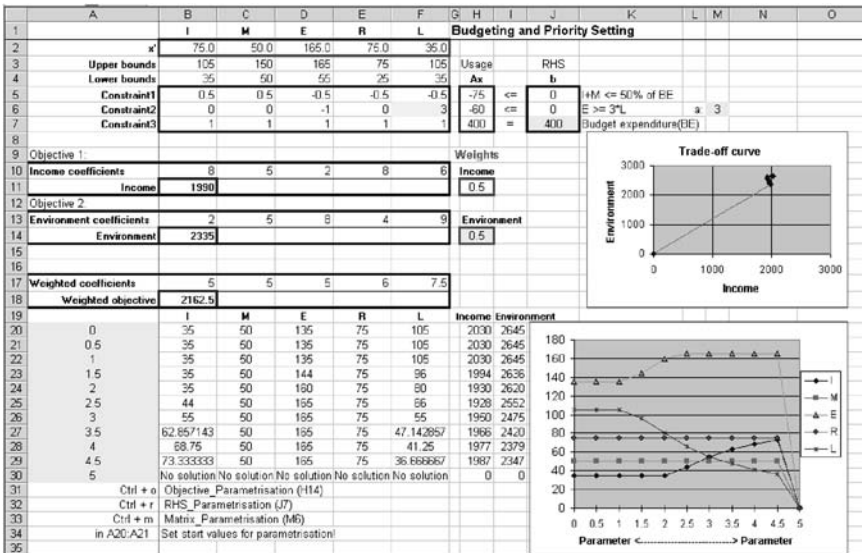 A B C D E F G H I J K L M N O
1 I M E R L Budgeting and Priority Setting
2 x' 75.0 50.0 165.0 75.0 35.0
3 Upper bounds 105 150 165 75 105 Usage RHS
4 Lower bounds 35 50 55 25 35 Ax b
5 Constraint1 0.5 0.5 -0.5 -0.5 -0.5 -75 <= 0 I+M <= 50% of BE
6 Constraint2 0 0 -1 0 3 -60 <= 0 E >= 3*L a: 3
7 Constraint3 1 1 1 1 1 400 = 400 Budget expenditure(BE)
8
9 Objective 1: Weights
10 Income coefficients 8 5 2 8 6 Income
11 Income 1990 0.5
12 Objective 2:
13 Environment coefficients 2 5 8 4 9 Environment
14 Environment 2335 0.5
15
16
17 Weighted coefficients 5 5 5 6 7.5
18 Weighted objective 2162.5
19 I M E R L Income Environment
20 0 35 50 135 75 105 2030 2645
21 0.5 35 50 135 75 105 2030 2645
22 1 35 50 135 75 105 2030 2645
23 1.5 35 50 144 75 96 1994 2636
24 2 35 50 160 75 80 1930 2620
25 2.5 44 50 165 75 66 1928 2552
26 3 55 50 165 75 55 1950 2475
27 3.5 62.857143 50 165 75 47.142857 1966 2420
28 4 68.75 50 165 75 41.25 1977 2379
29 4.5 73.333333 50 165 75 36.666667 1987 2347
30 5 No solution No solution No solution No solution No solution 0 0
31 Ctrl + o Objective_Parametrisation (H14)
32 Ctrl + r RHS_Parametrisation (J7)
33 Ctrl + m Matrix_Parametrisation (M6)
34 in A20:A21 Set start values for parametrisation!
35
Trade-off curve
Environment
3000
2000
1000
0
0 1000 2000 3000
Income
180
160
140
120
100
80
60
40
20
0
0 0.5 1 1.5 2 2.5 3 3.5 4 4.5 5
Parameter <---------------------> Parameter
I
M
E
R
L